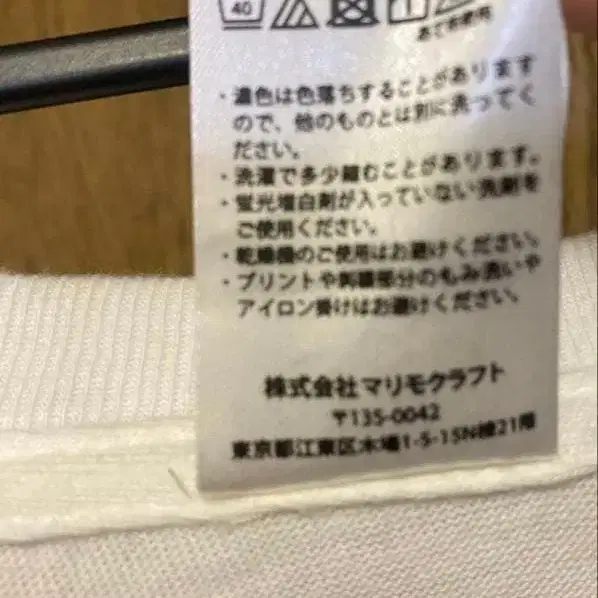 40
あて布使用
・濃色は色落ちすることがあります
ので、他のものとは別に洗ってく
ださい。
・洗濯で多少縮むことがあります。
・蛍光増白剤が入っていない洗剤を
ご使用ください。
・乾燥機のご使用はお避けください。
・プリントや刺繍部分のもみ洗いや
アイロン掛けはお避けください。
株式会社マリモクラフト
〒135-0042
東京都江東区木場1-5-15N棟21階